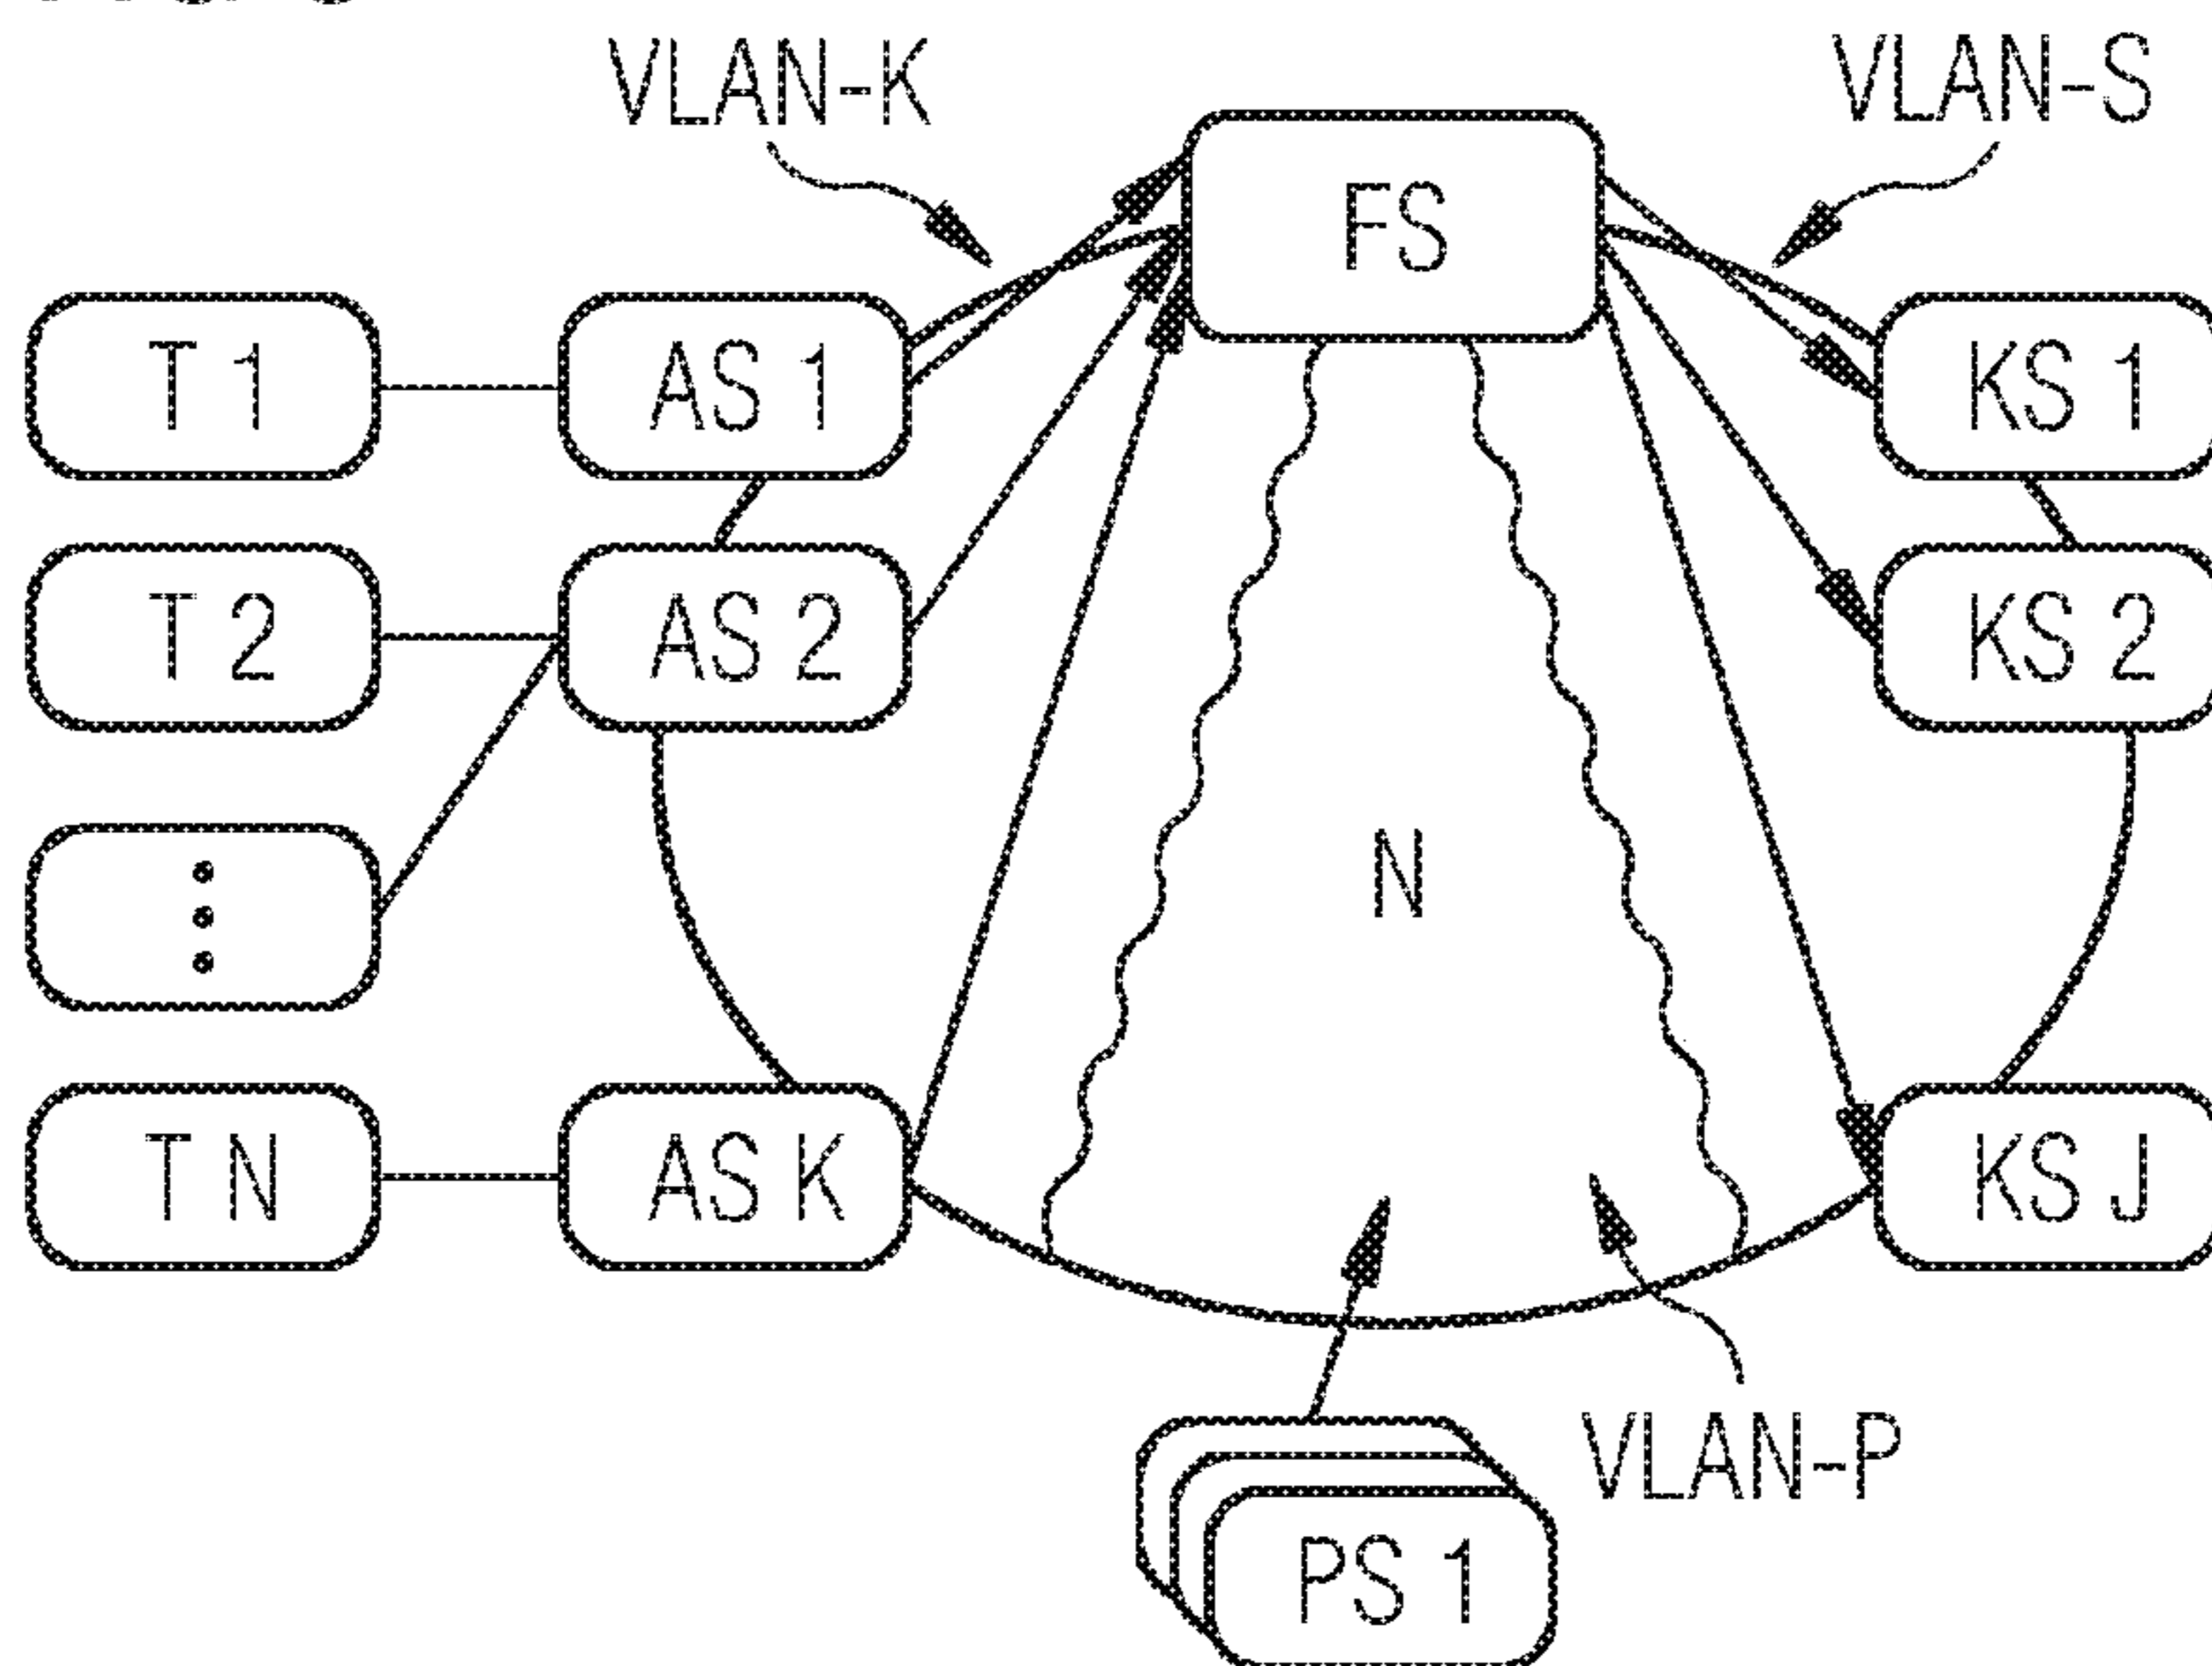 VLAN-K
VLAN-S
FS
T 1
AS 1
KS 1
T 2
AS 2
KS 2
N
T N
AS K
KS J
VLAN-P
PS 1